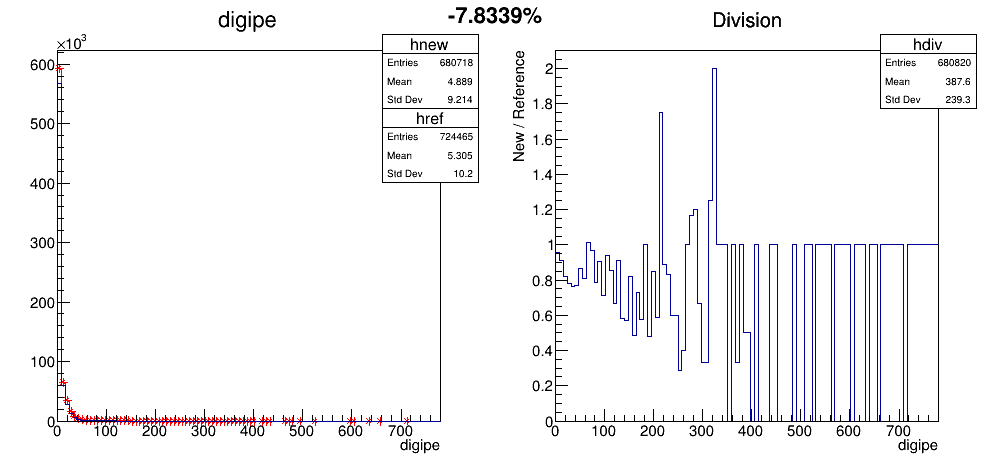 -7.8339%
digipe
×10³
600
500
400
300
200
100
0
0 100 200 300 400 500 600 700
digipe
hnew
Entries 680718
Mean 4.889
Std Dev 9.214
href
Entries 724465
Mean 5.305
Std Dev 10.2
Division
New / Reference
2
1.8
1.6
1.4
1.2
1
0.8
0.6
0.4
0.2
0
0 100 200 300 400 500 600 700
digipe
hdiv
Entries 680820
Mean 387.6
Std Dev 239.3